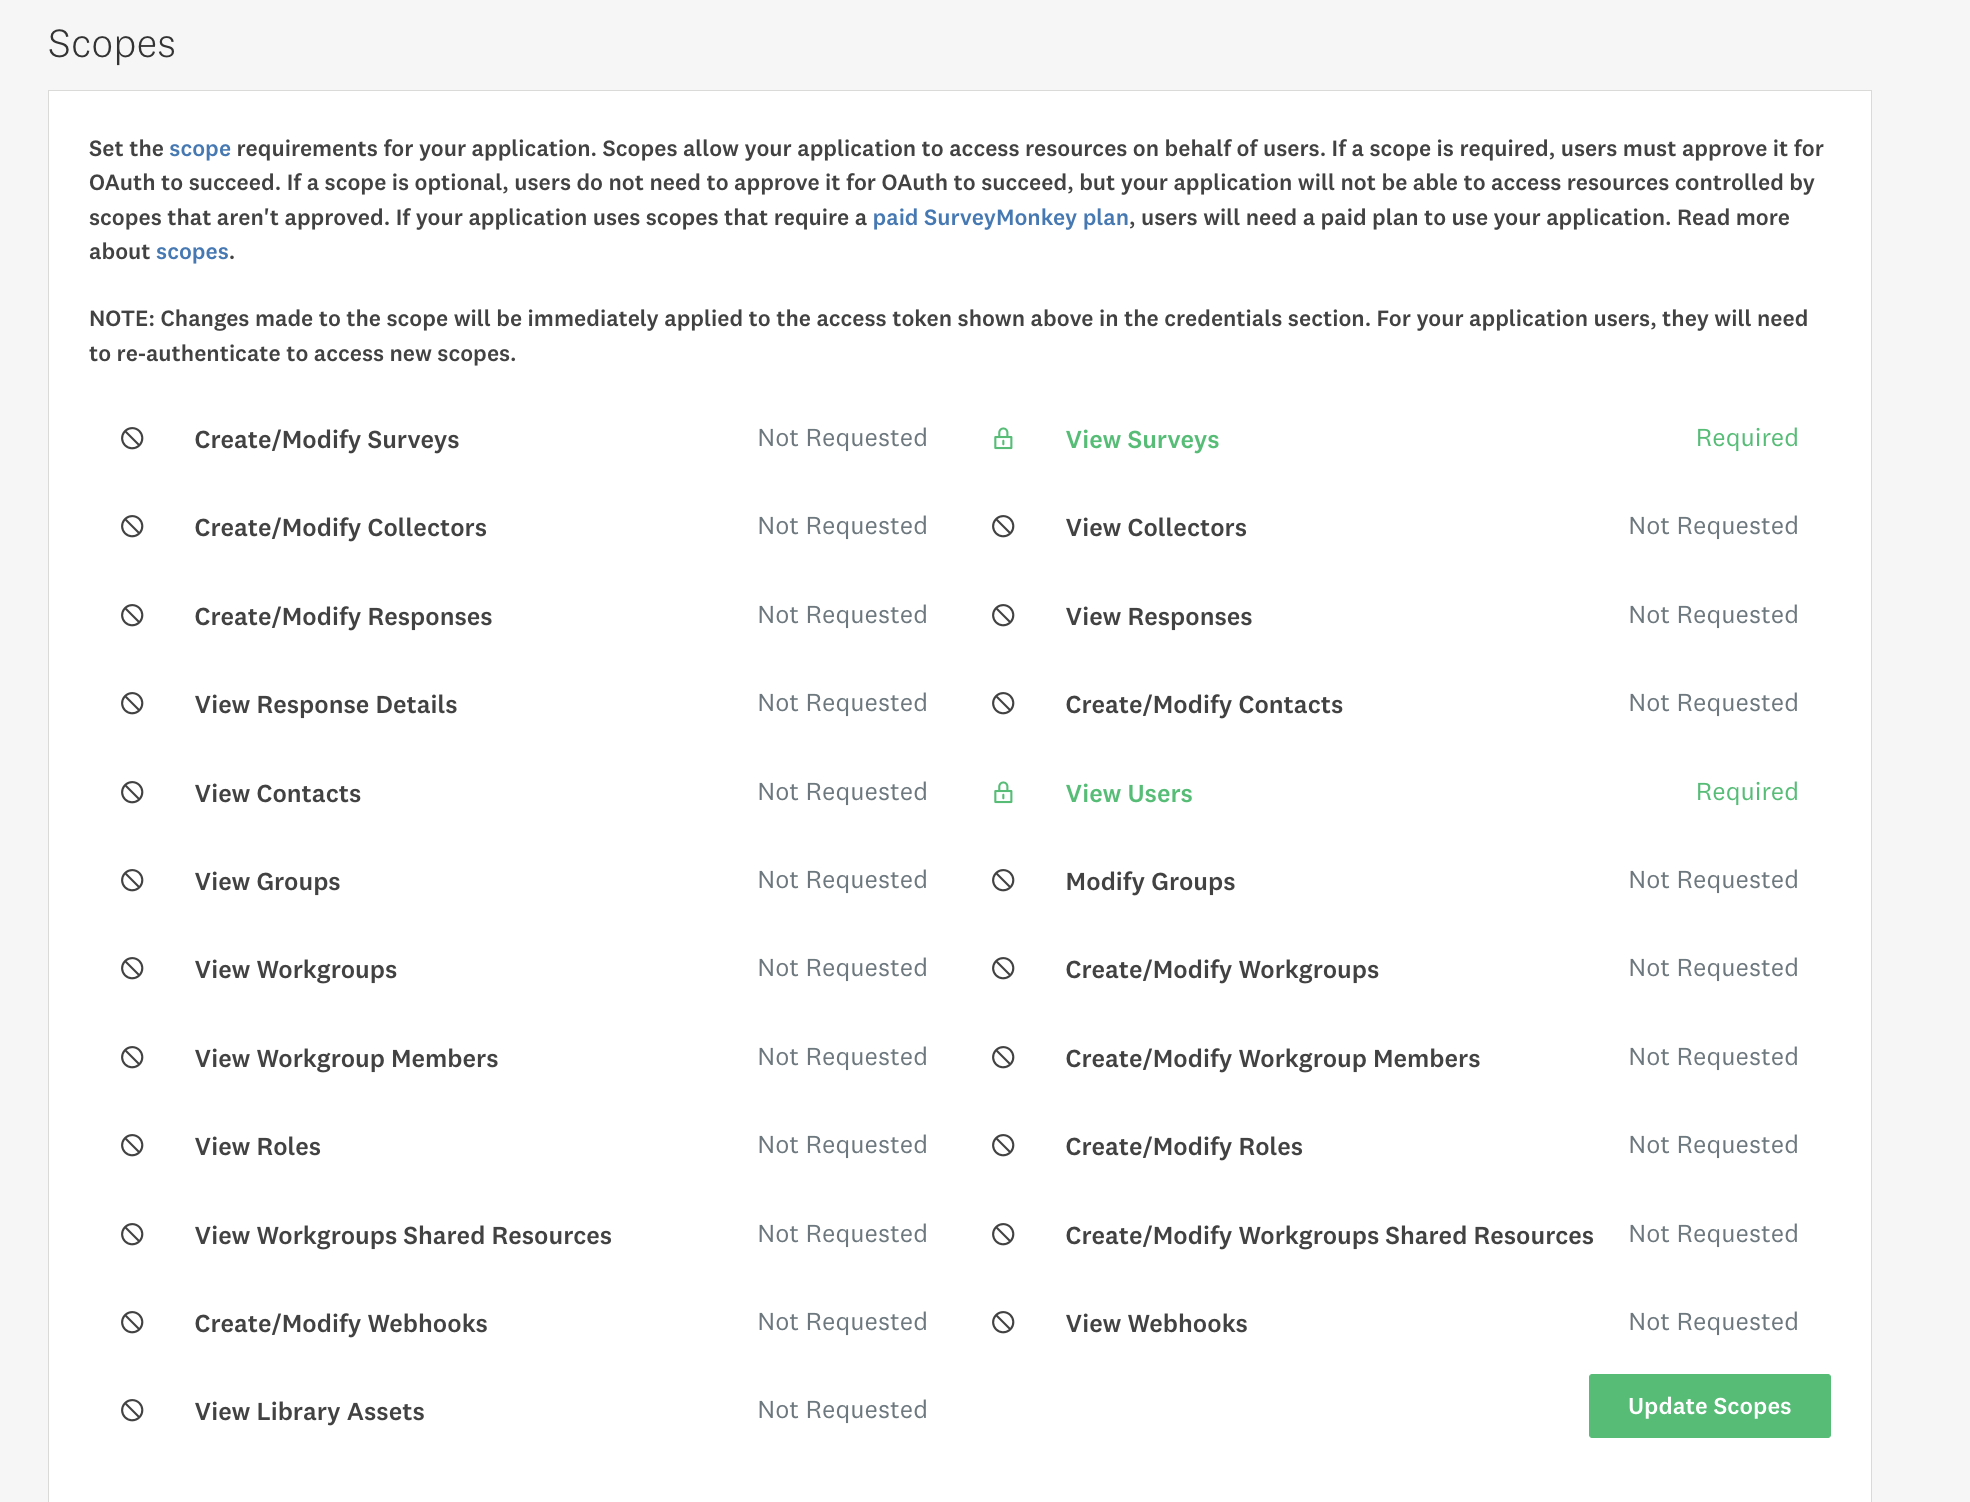 Scopes
Set the scope requirements for your application. Scopes allow your application to access resources on behalf of users. If a scope is required, users must approve it for
OAuth to succeed. If a scope is optional, users do not need to approve it for OAuth to succeed, but your application will not be able to access resources controlled by
scopes that aren't approved. If your application uses scopes that require a paid SurveyMonkey plan, users will need a paid plan to use your application. Read more
about scopes.
NOTE: Changes made to the scope will be immediately applied to the access token shown above in the credentials section. For your application users, they will need
to re-authenticate to access new scopes.
Create/Modify Surveys Not Requested View Surveys Required
Create/Modify Collectors Not Requested View Collectors Not Requested
Create/Modify Responses Not Requested View Responses Not Requested
View Response Details Not Requested Create/Modify Contacts Not Requested
View Contacts Not Requested View Users Required
View Groups Not Requested Modify Groups Not Requested
View Workgroups Not Requested Create/Modify Workgroups Not Requested
View Workgroup Members Not Requested Create/Modify Workgroup Members Not Requested
View Roles Not Requested Create/Modify Roles Not Requested
View Workgroups Shared Resources Not Requested Create/Modify Workgroups Shared Resources Not Requested
Create/Modify Webhooks Not Requested View Webhooks Not Requested
View Library Assets Not Requested Update Scopes